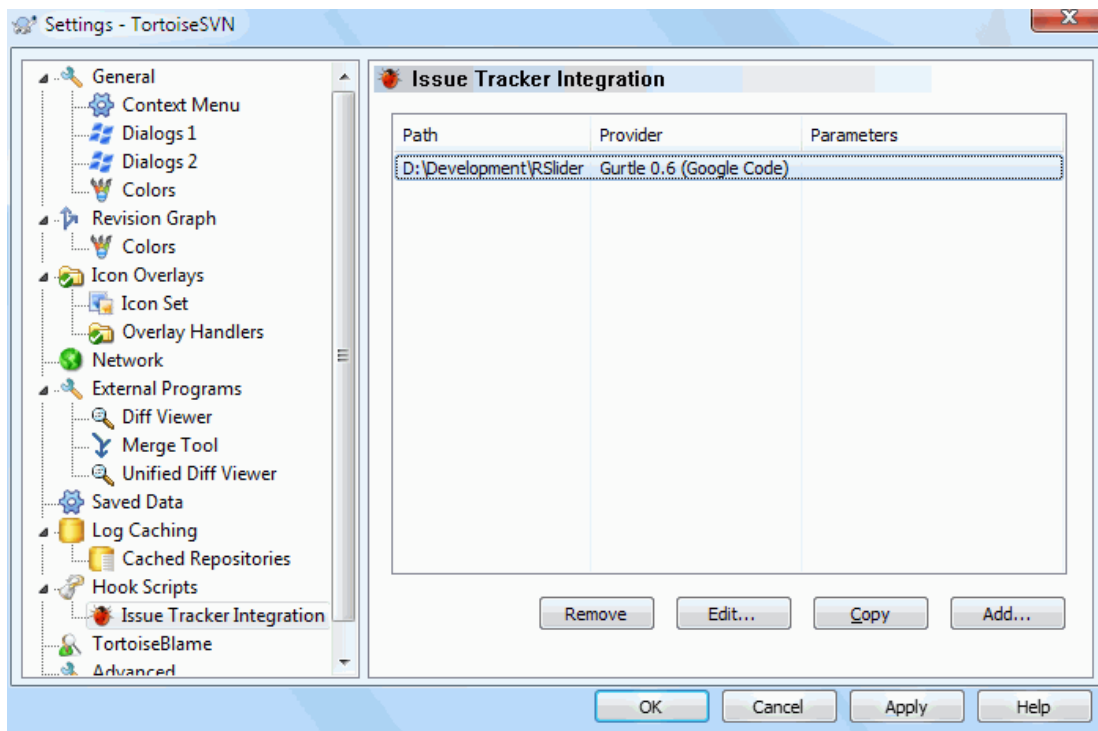 Settings - TortoiseSVN
X
General
Context Menu
Dialogs 1
Dialogs 2
Colors
Revision Graph
Colors
Icon Overlays
Icon Set
Overlay Handlers
Network
External Programs
Diff Viewer
Merge Tool
Unified Diff Viewer
Saved Data
Log Caching
Cached Repositories
Hook Scripts
Issue Tracker Integration
TortoiseBlame
Advanced
Issue Tracker Integration
Path Provider Parameters
D:\Development\RSlider Gurtle 0.6 (Google Code)
Remove Edit... Copy Add...
OK Cancel Apply Help